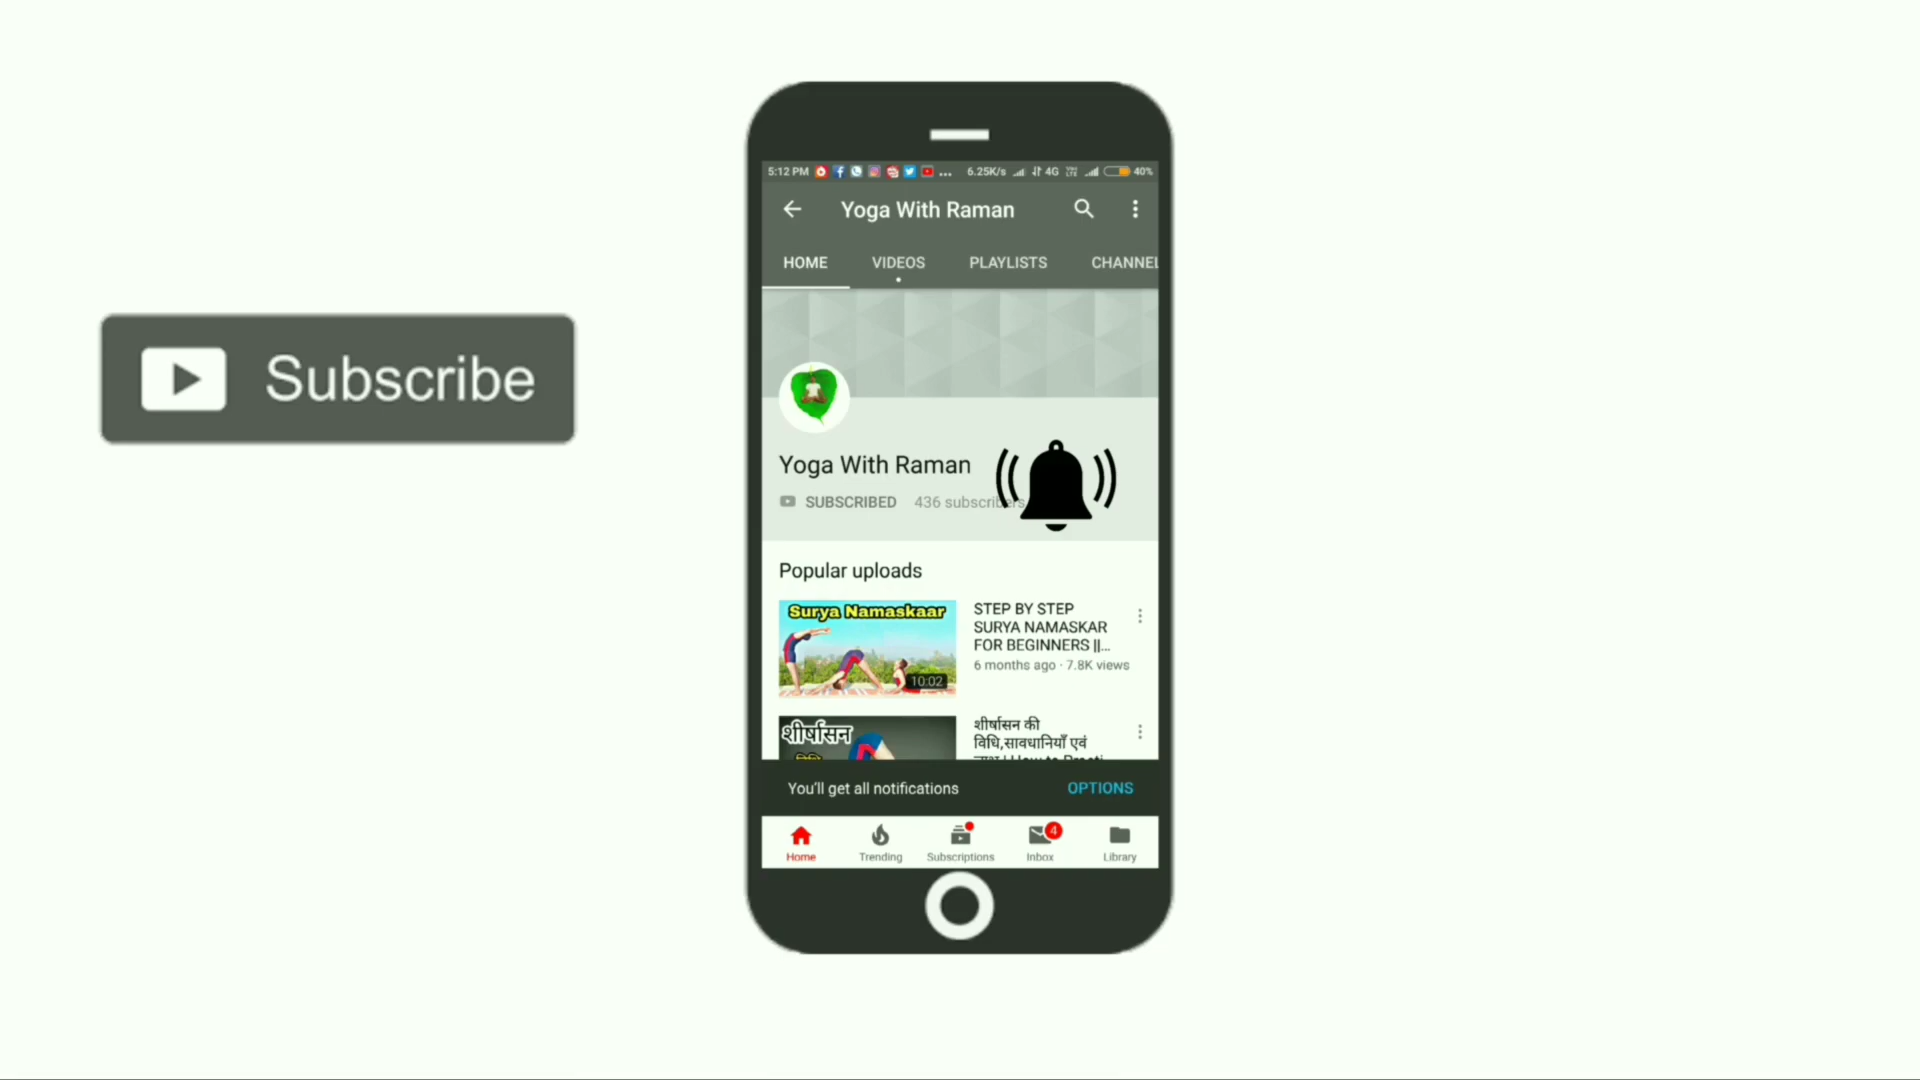 5:12 PM ... 6.25K/s 4G 40%
Yoga With Raman
HOME VIDEOS PLAYLISTS CHANNEL
Subscribe
Yoga With Raman
SUBSCRIBED 436 subscribers
Popular uploads
Surya Namaskaar
10:02
STEP BY STEP
SURYA NAMASKAR
FOR BEGINNERS ||...
6 months ago · 7.8K views
शीर्षासन
शीर्षासन की
विधि,सावधानियाँ एवं
You'll get all notifications OPTIONS
4
Home Trending Subscriptions Inbox Library